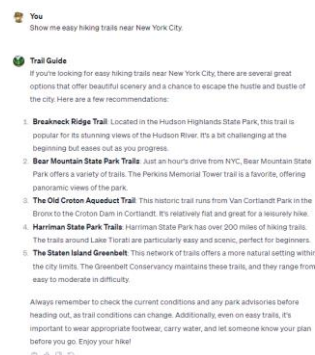 You
Show me easy hiking trails near New York City.
Trail Guide
If you're looking for easy hiking trails near New York City, there are several great
options that offer beautiful scenery and a chance to escape the hustle and bustle of
the city. Here are a few recommendations:
1. Breakneck Ridge Trail: Located in the Hudson Highlands State Park, this trail is
popular for its stunning views of the Hudson River. It's a bit challenging at the
beginning but eases out as you progress.
2. Bear Mountain State Park Trails: Just an hour's drive from NYC, Bear Mountain State
Park offers a variety of trails. The Perkins Memorial Tower trail is a favorite, offering
panoramic views of the park.
3. The Old Croton Aqueduct Trail: This historic trail runs from Van Cortlandt Park in the
Bronx to the Croton Dam in Cortlandt. It's relatively flat and great for a leisurely hike.
4. Harriman State Park Trails: Harriman State Park has over 200 miles of hiking trails.
The trails around Lake Tiorati are particularly easy and scenic, perfect for beginners.
5. The Staten Island Greenbelt: This network of trails offers a more natural setting within
the city limits. The Greenbelt Conservancy maintains these trails, and they range from
easy to moderate in difficulty.
Always remember to check the current conditions and any park advisories before
heading out, as trail conditions can change. Additionally, even on easy trails, it's
important to wear appropriate footwear, carry water, and let someone know your plan
before you go. Enjoy your hike!